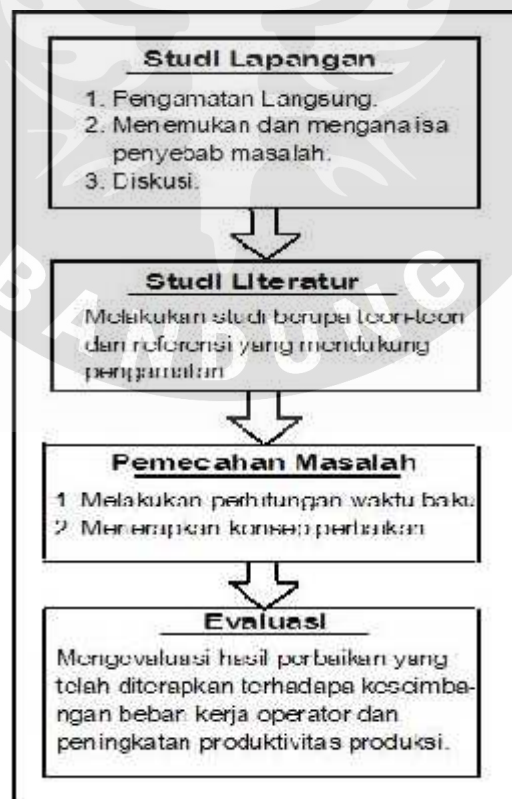 Studi Lapangan
1. Pengamatan Langsung.
2. Menemukan dan menganaisa
penyebab masalah.
3. Diskusi.
Studi Literatur
Melakukan studi berupa teori-teori
dan referensi yang mendukung
pengamatan
Pemecahan Masalah
1 Melakukan perhitungan waktu baku
2 Menerapkan konsep perbaikan
Evaluasi
Mengevaluasi hasil perbaikan yang
telah diterapkan terhadapa keseimba-
ngan beban kerja operator dan
peningkatan produktivitas produksi.
BANDUNG